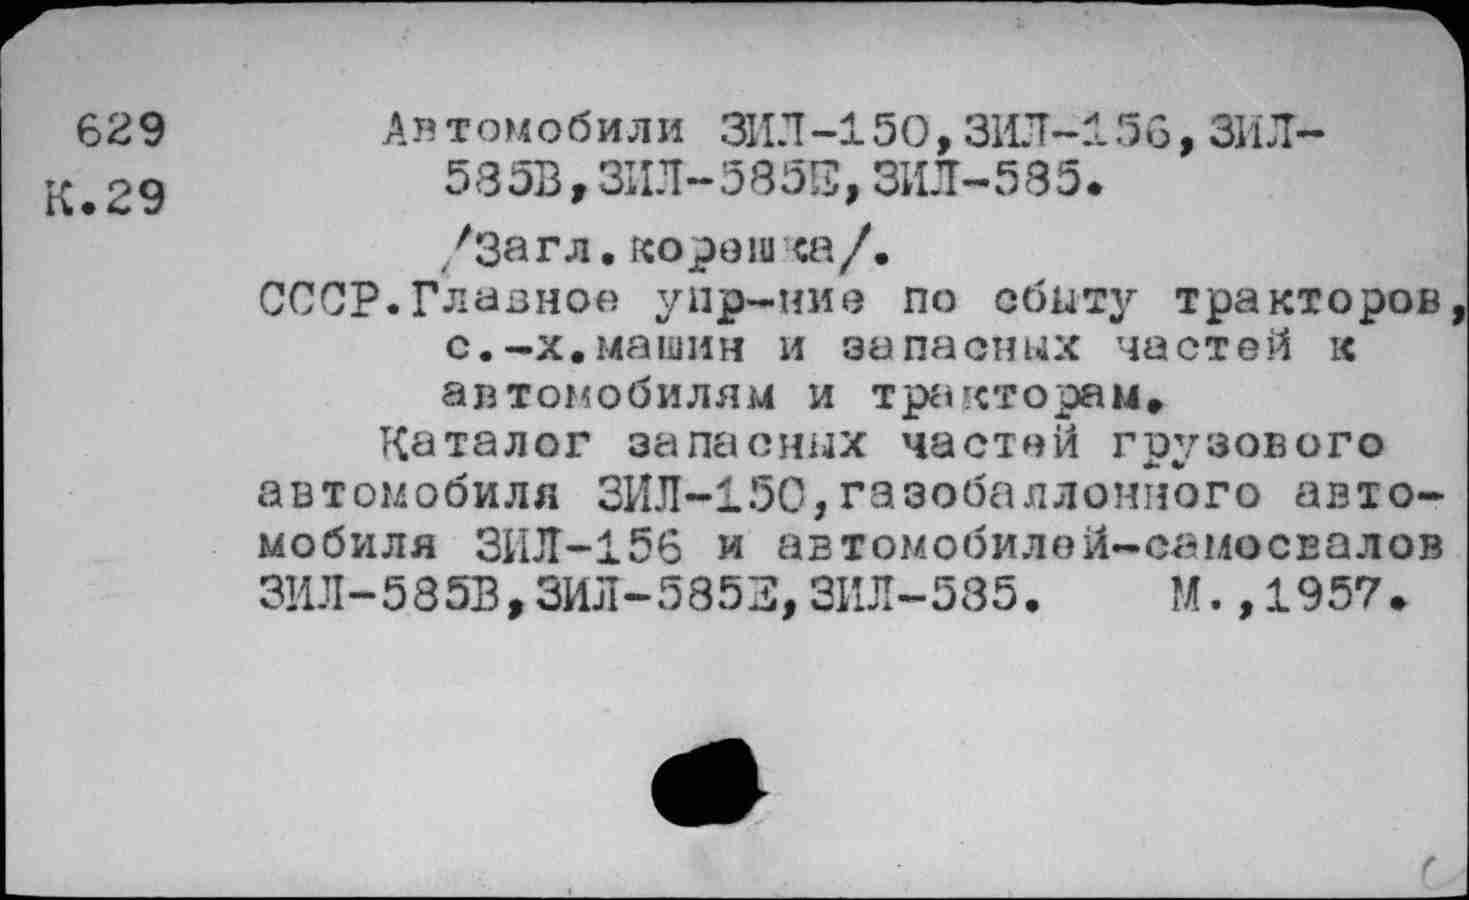 629 Автомобили ЗИЛ-150,ЗИЛ-156,ЗИЛ-
К.29 585В,ЗИЛ-585Е,ЗИЛ-585.
/Загл.корешка/.
СССР.Главное упр-ние по сбыту тракторов,
с.-х.машин и запасных частей к
автомобилям и тракторам.
Каталог запасных частей грузового
автомобиля ЗИЛ-150,газобаллонного авто-
мобиля ЗИЛ-156 и автомобилей-самосвалов
ЗИЛ-585В,ЗИЛ-585Е,ЗИЛ-585. М.,1957.